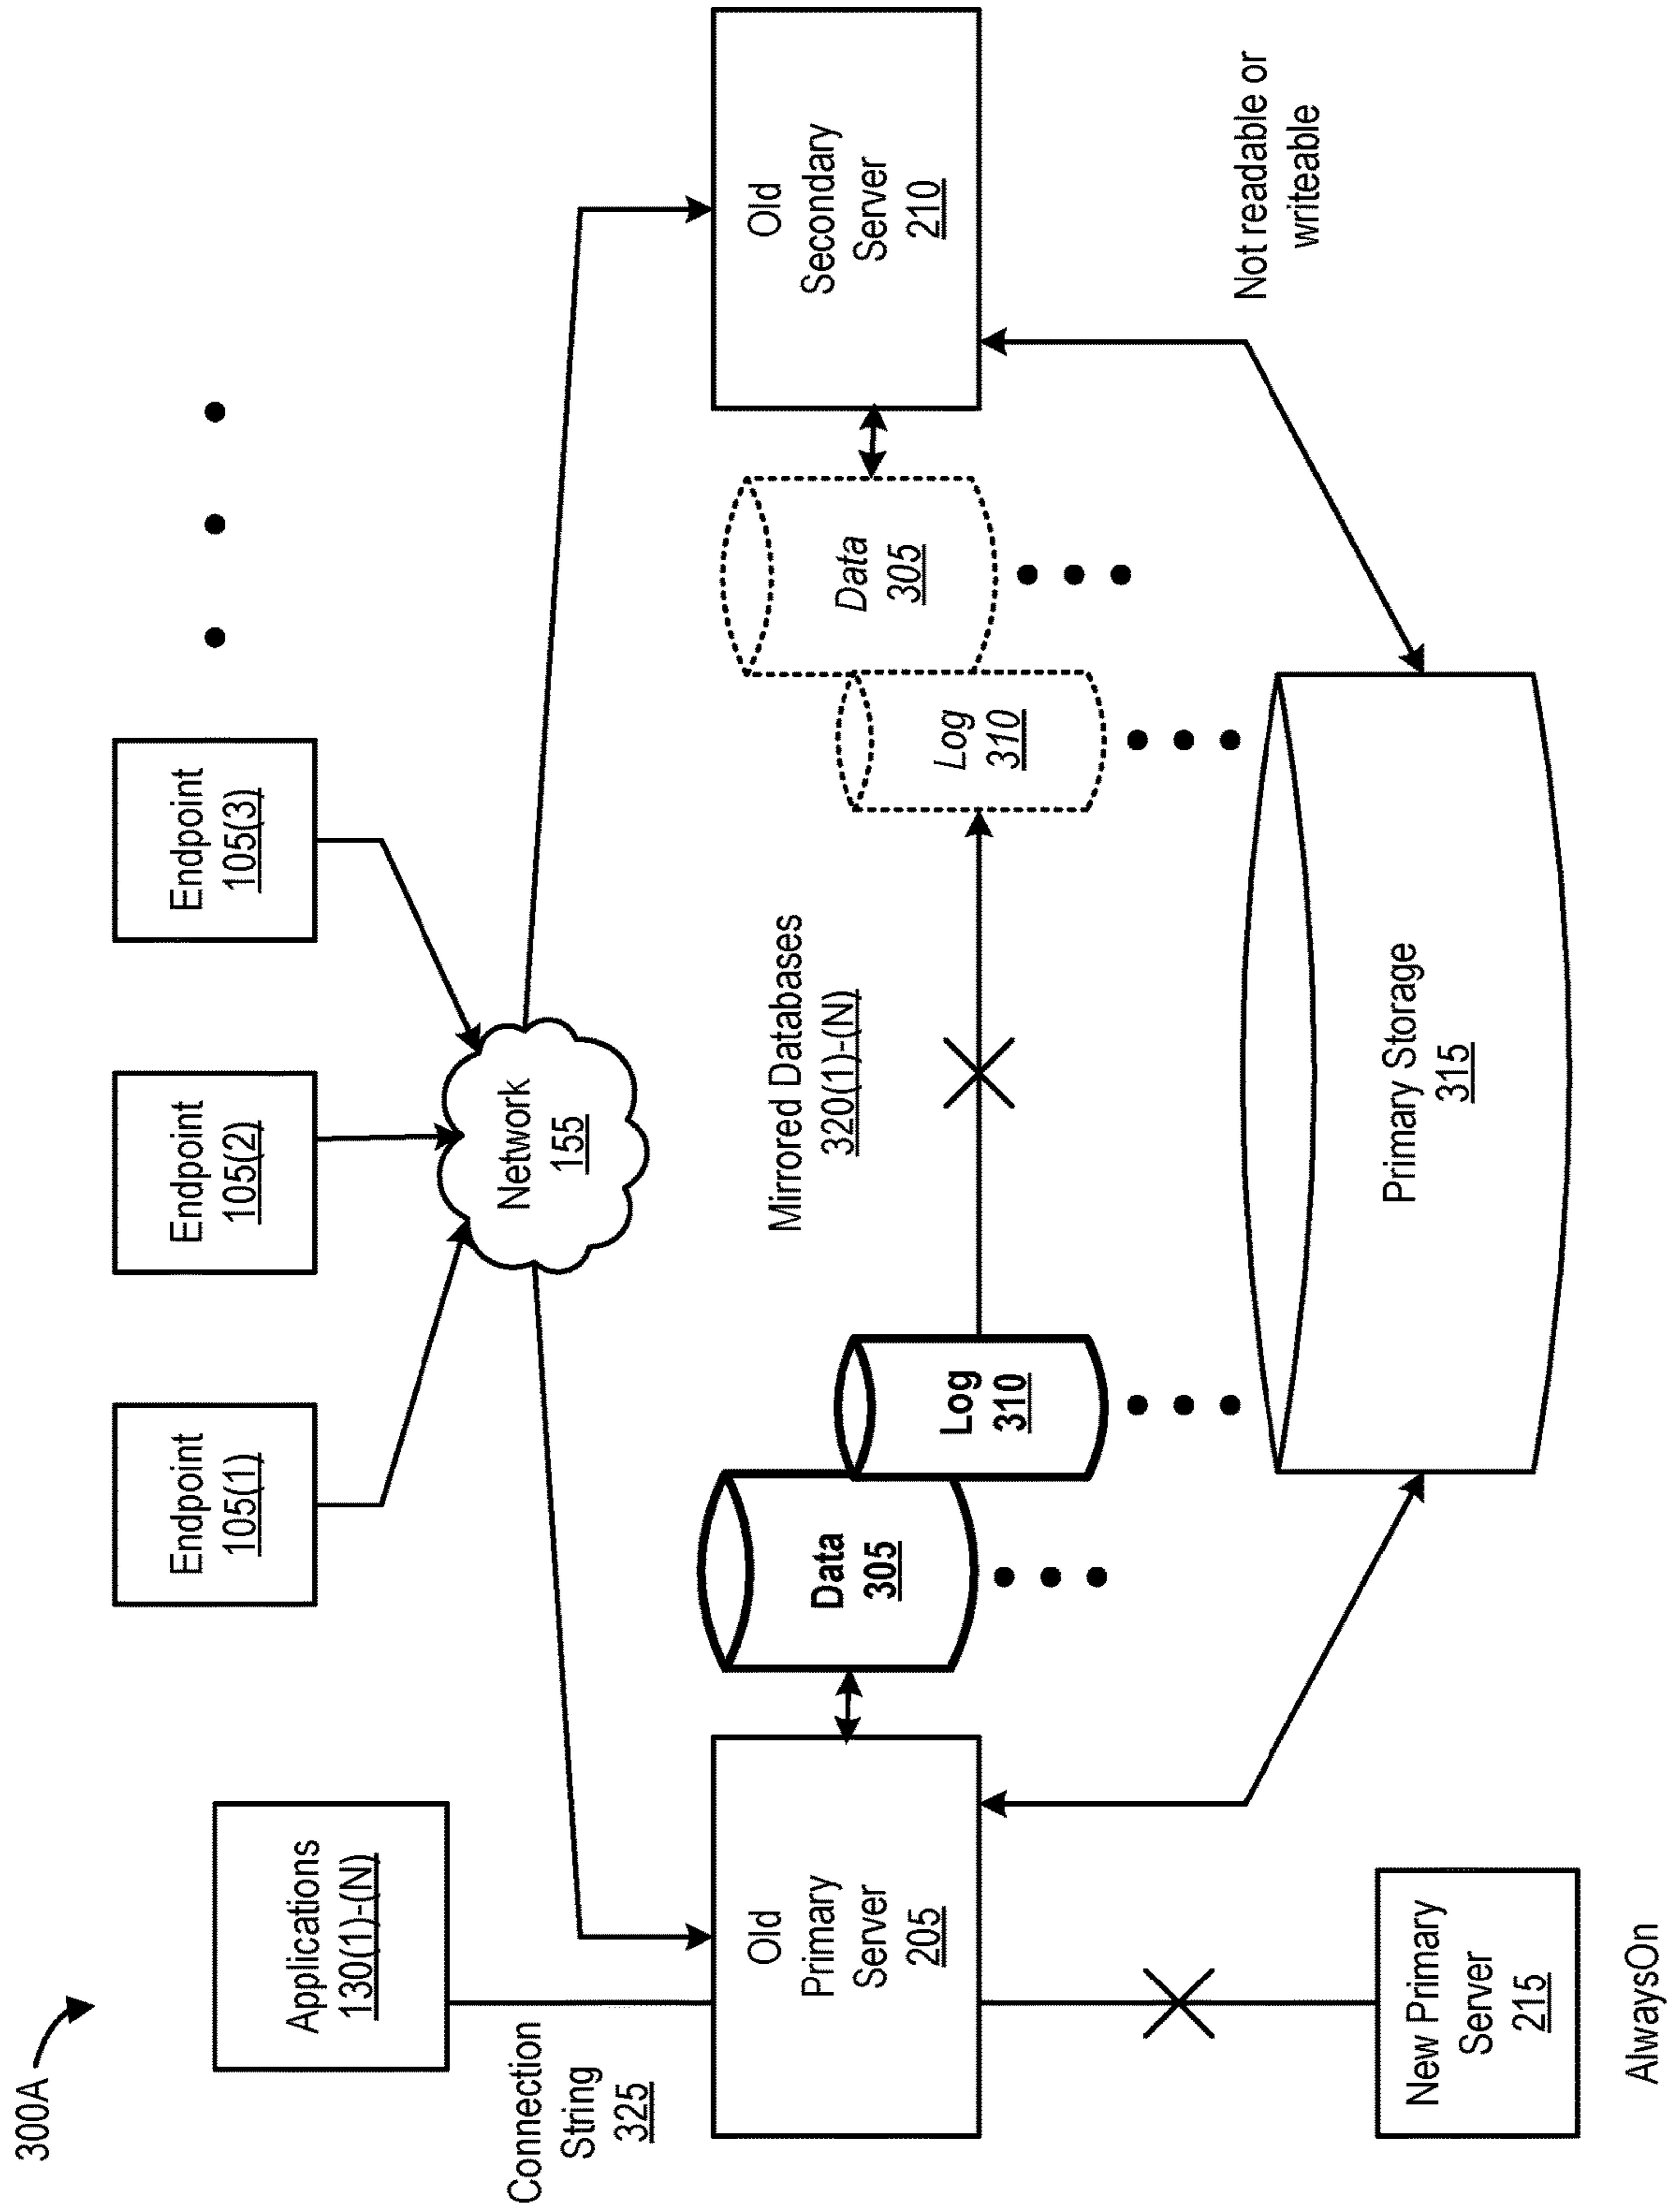 300A
Applications
130(1)-(N)
Endpoint
105(1)
Endpoint
105(2)
Endpoint
105(3)
Connection
String
325
Network
155
Old
Primary
Server
205
Data
305
Log
310
Mirrored Databases
320(1)-(N)
Log
310
Data
305
Old
Secondary
Server
210
New Primary
Server
215
AlwaysOn
Primary Storage
315
Not readable or
writeable